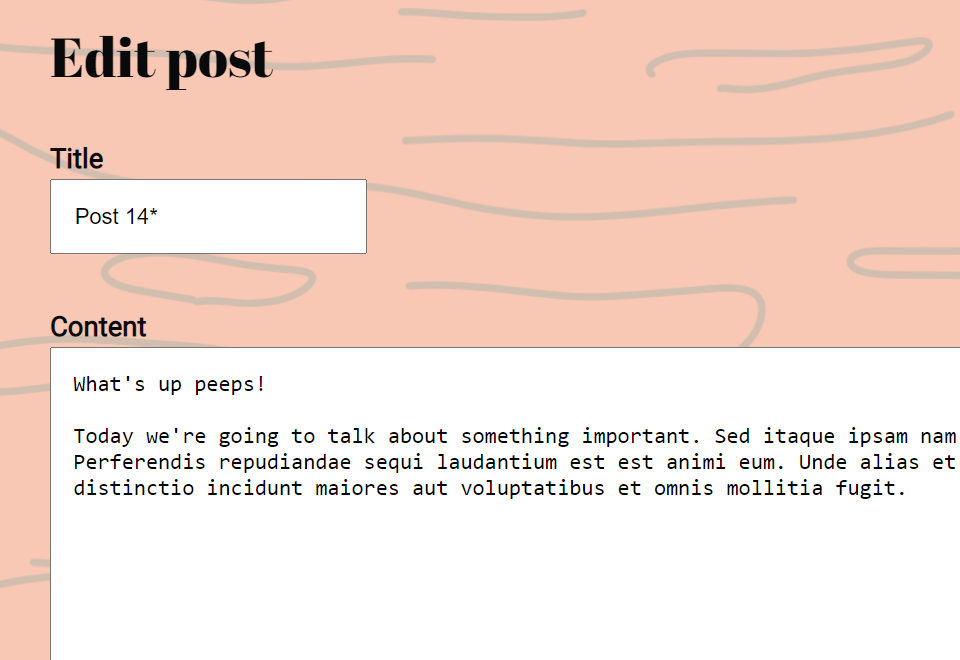 Edit post
Title
Post 14*
Content
What's up peeps!
Today we're going to talk about something important. Sed itaque ipsam nam
Perferendis repudiandae sequi laudantium est est animi eum. Unde alias et
distinctio incidunt maiores aut voluptatibus et omnis mollitia fugit.